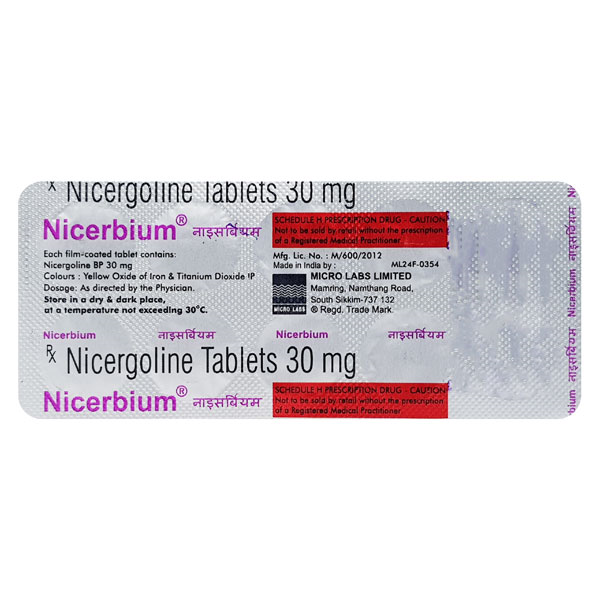 Rx Nicergoline Tablets 30 mg
Nicerbium® नाइसर्बियम
SCHEDULE H PRESCRIPTION DRUG - CAUTION
Not to be sold by retail without the prescription
of a Registered Medical Practitioner.
Each film-coated tablet contains:
Nicergoline BP 30 mg
Colours : Yellow Oxide of Iron & Titanium Dioxide IP
Dosage: As directed by the Physician.
Store in a dry & dark place,
at a temperature not exceeding 30°C.
Mfg. Lic. No. : M/600/2012
Made in India by : ML24F-0354
MICRO LABS
MICRO LABS LIMITED
Mamring, Namthang Road,
South Sikkim-737 132
® Regd. Trade Mark
Nicerbium नाइसर्बियम Nicerbium नाइसर्बियम
Rx Nicergoline Tablets 30 mg
Nicerbium® नाइसर्बियम
SCHEDULE H PRESCRIPTION DRUG - CAUTION
Not to be sold by retail without the prescription
of a Registered Medical Practitioner.
Nicerbium नाइसर्बियम